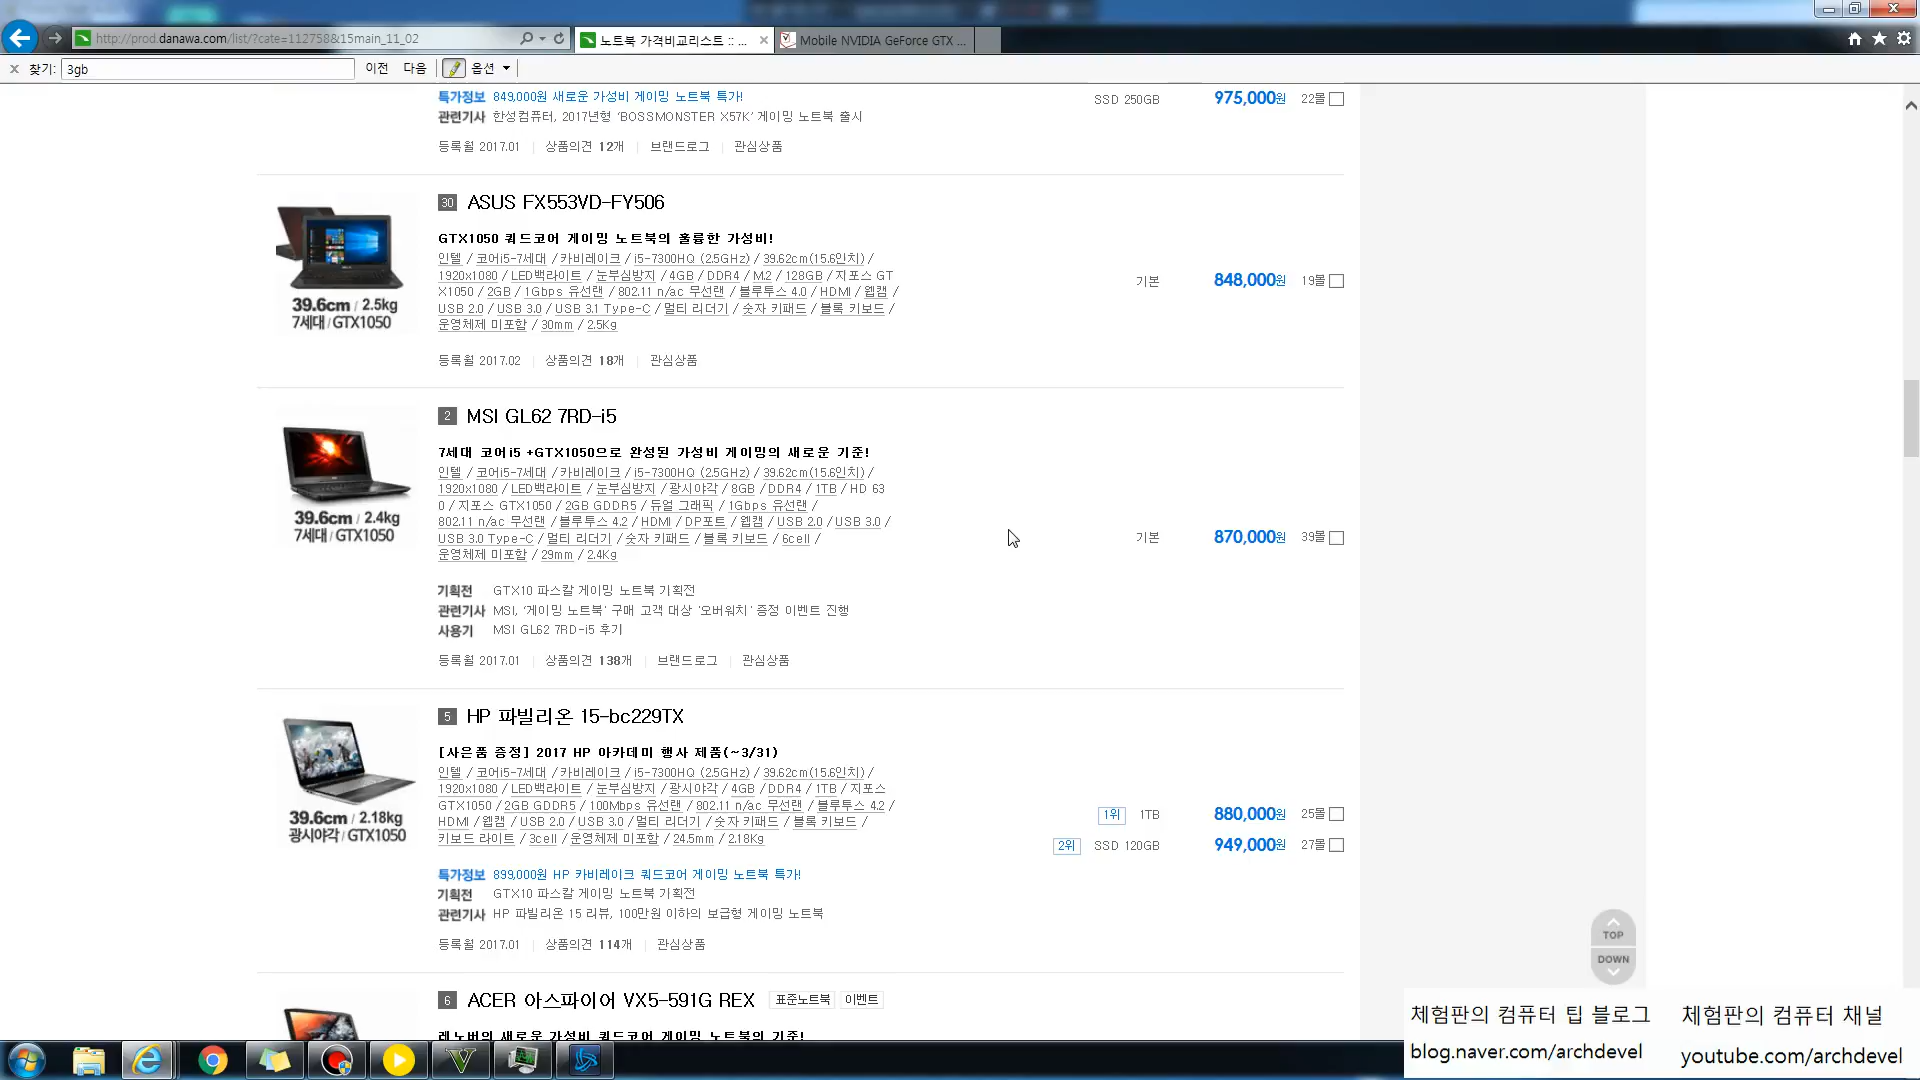 http://prod.danawa.com/list/?cate=112758&15main_11_02
노트북 가격비교리스트 :: ...
Mobile NVIDIA GeForce GTX ...
찾기: 3gb 이전 다음 옵션
특가정보 849,000원 새로운 가성비 게이밍 노트북 특가!
SSD 250GB 975,000원 22몰
관련기사 한성컴퓨터, 2017년형 'BOSSMONSTER X57K' 게이밍 노트북 출시
등록월 2017.01 상품의견 12개 브랜드로그 관심상품
30 ASUS FX553VD-FY506
GTX1050 쿼드코어 게이밍 노트북의 훌륭한 가성비!
인텔 / 코어i5-7세대 / 카비레이크 / i5-7300HQ (2.5GHz) / 39.62cm(15.6인치) /
1920x1080 / LED백라이트 / 눈부심방지 / 4GB / DDR4 / M.2 / 128GB / 지포스 GT
X1050 / 2GB / 1Gbps 유선랜 / 802.11 n/ac 무선랜 / 블루투스 4.0 / HDMI / 웹캠 /
USB 2.0 / USB 3.0 / USB 3.1 Type-C / 멀티 리더기 / 숫자 키패드 / 블록 키보드 /
운영체제 미포함 / 30mm / 2.5Kg
기본 848,000원 19몰
39.6cm / 2.5kg
7세대 / GTX1050
등록월 2017.02 상품의견 18개 관심상품
2 MSI GL62 7RD-i5
7세대 코어i5 +GTX1050으로 완성된 가성비 게이밍의 새로운 기준!
인텔 / 코어i5-7세대 / 카비레이크 / i5-7300HQ (2.5GHz) / 39.62cm(15.6인치) /
1920x1080 / LED백라이트 / 눈부심방지 / 광시야각 / 8GB / DDR4 / 1TB / HD 63
0 / 지포스 GTX1050 / 2GB GDDR5 / 듀얼 그래픽 / 1Gbps 유선랜 /
802.11 n/ac 무선랜 / 블루투스 4.2 / HDMI / DP포트 / 웹캠 / USB 2.0 / USB 3.0 /
USB 3.0 Type-C / 멀티 리더기 / 숫자 키패드 / 블록 키보드 / 6cell /
운영체제 미포함 / 29mm / 2.4Kg
기본 870,000원 39몰
39.6cm / 2.4kg
7세대 / GTX1050
기획전 GTX10 파스칼 게이밍 노트북 기획전
관련기사 MSI, '게이밍 노트북' 구매 고객 대상 '오버워치' 증정 이벤트 진행
사용기 MSI GL62 7RD-i5 후기
등록월 2017.01 상품의견 138개 브랜드로그 관심상품
5 HP 파빌리온 15-bc229TX
[사은품 증정] 2017 HP 아카데미 행사 제품(~3/31)
인텔 / 코어i5-7세대 / 카비레이크 / i5-7300HQ (2.5GHz) / 39.62cm(15.6인치) /
1920x1080 / LED백라이트 / 눈부심방지 / 광시야각 / 4GB / DDR4 / 1TB / 지포스
GTX1050 / 2GB GDDR5 / 100Mbps 유선랜 / 802.11 n/ac 무선랜 / 블루투스 4.2 /
HDMI / 웹캠 / USB 2.0 / USB 3.0 / 멀티 리더기 / 숫자 키패드 / 블록 키보드 /
키보드 라이트 / 3cell / 운영체제 미포함 / 24.5mm / 2.18Kg
1위 1TB 880,000원 25몰
2위 SSD 120GB 949,000원 27몰
39.6cm / 2.18kg
광시야각 / GTX1050
특가정보 899,000원 HP 카비레이크 쿼드코어 게이밍 노트북 특가!
기획전 GTX10 파스칼 게이밍 노트북 기획전
관련기사 HP 파빌리온 15 리뷰, 100만원 이하의 보급형 게이밍 노트북
등록월 2017.01 상품의견 114개 관심상품
TOP
DOWN
6 ACER 아스파이어 VX5-591G REX 표준노트북 이벤트
레노버의 새로운 가성비 쿼드코어 게이밍 노트북의 기준!
체험판의 컴퓨터 팁 블로그
blog.naver.com/archdevel
체험판의 컴퓨터 채널
youtube.com/archdevel